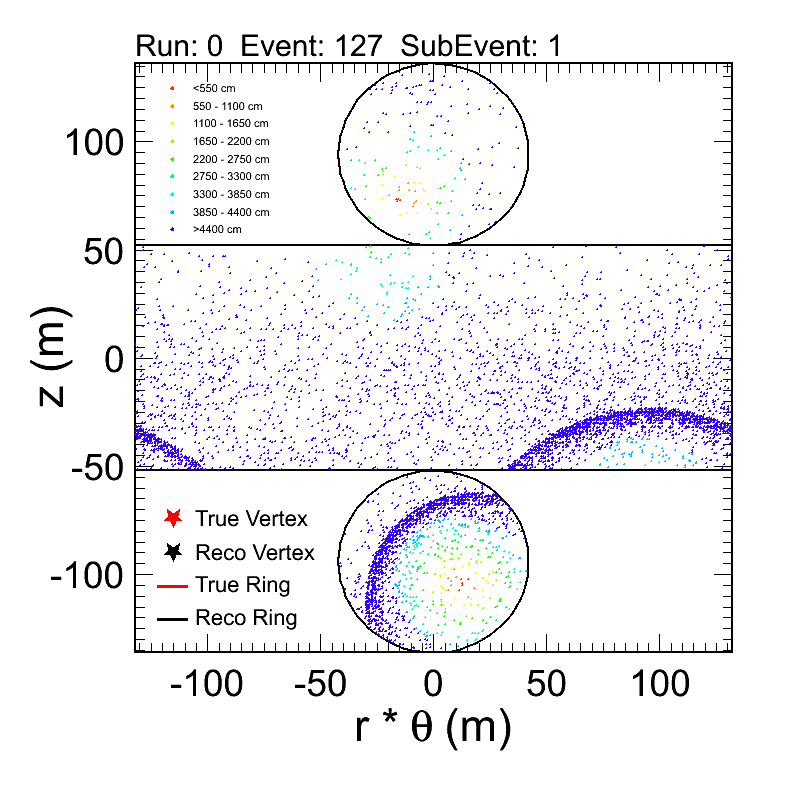 Run: 0 Event: 127 SubEvent: 1
<550 cm
550 - 1100 cm
1100 - 1650 cm
1650 - 2200 cm
2200 - 2750 cm
2750 - 3300 cm
3300 - 3850 cm
3850 - 4400 cm
>4400 cm
100
50
0
-50
-100
z (m)
True Vertex
Reco Vertex
True Ring
Reco Ring
-100 -50 0 50 100
r * θ (m)